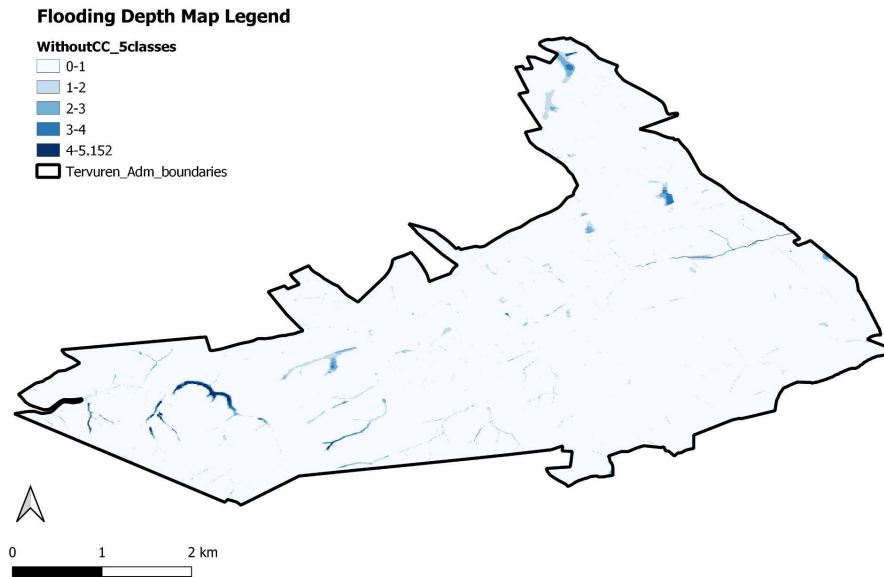 Flooding Depth Map Legend
WithoutCC_5classes
0-1
1-2
2-3
3-4
4-5.152
Tervuren_Adm_boundaries
0 1 2 km